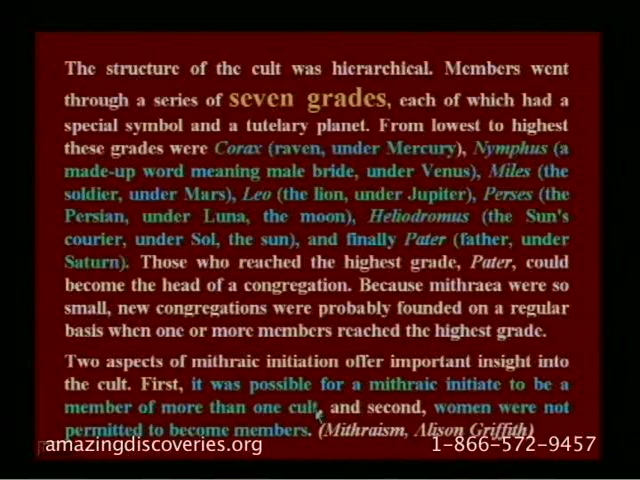 The structure of the cult was hierarchical. Members went
through a series of seven grades, each of which had a
special symbol and a tutelary planet. From lowest to highest
these grades were Corax (raven, under Mercury), Nymphus (a
made-up word meaning male bride, under Venus), Miles (the
soldier, under Mars), Leo (the lion, under Jupiter), Perses (the
Persian, under Luna, the moon), Heliodromus (the Sun's
courier, under Sol, the sun), and finally Pater (father, under
Saturn). Those who reached the highest grade, Pater, could
become the head of a congregation. Because mithraea were so
small, new congregations were probably founded on a regular
basis when one or more members reached the highest grade.
Two aspects of mithraic initiation offer important insight into
the cult. First, it was possible for a mithraic initiate to be a
member of more than one cult, and second, women were not
permitted to become members. (Mithraism, Alison Griffith)
amazingdiscoveries.org 1-866-572-9457